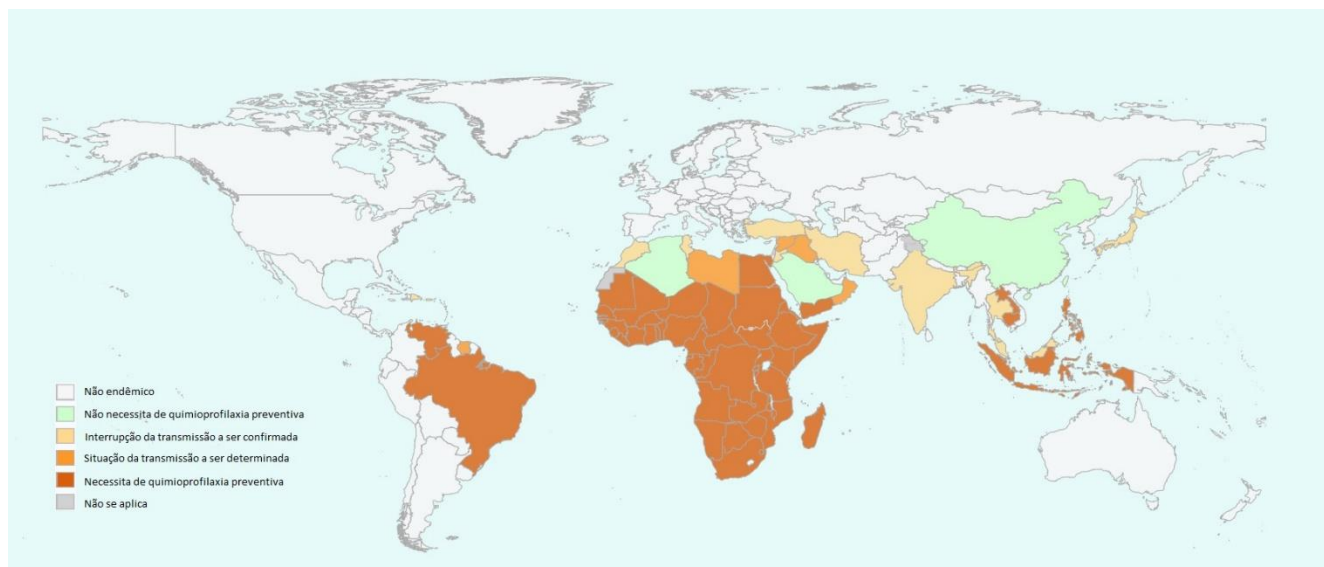 Não endêmico
Não necessita de quimioprofilaxia preventiva
Interrupção da transmissão a ser confirmada
Situação da transmissão a ser determinada
Necessita de quimioprofilaxia preventiva
Não se aplica